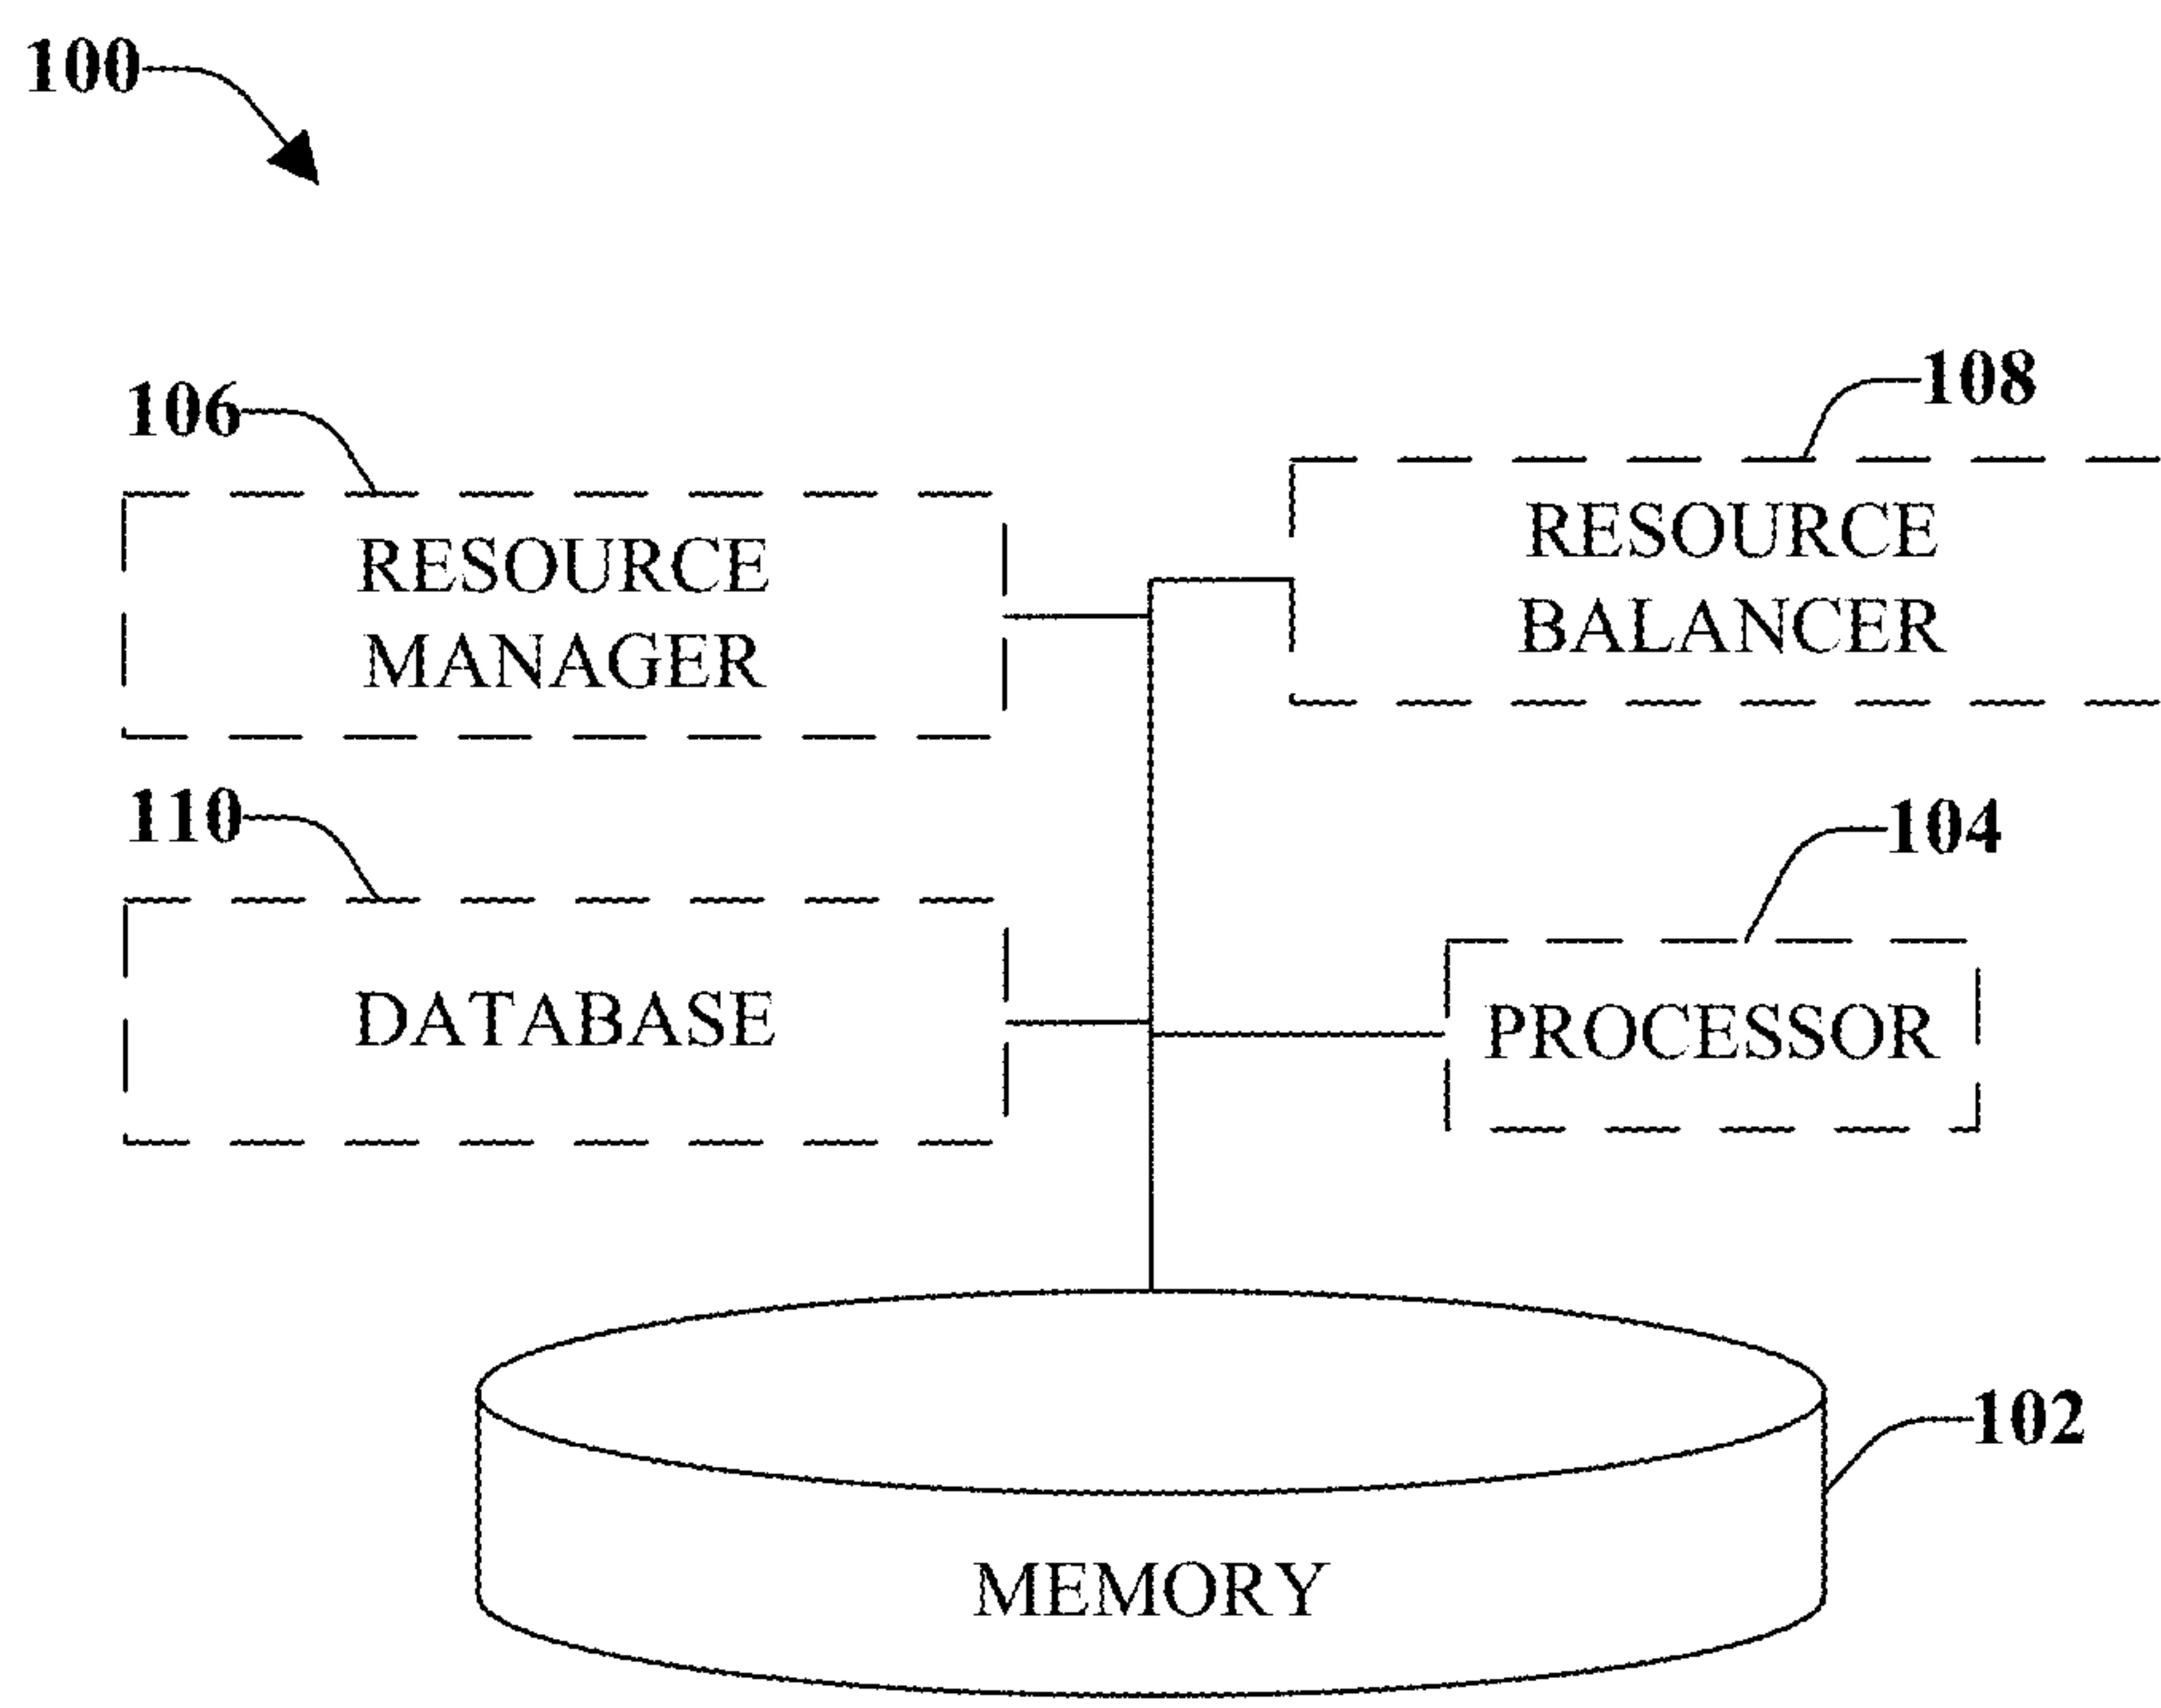 100
106
108
RESOURCE
MANAGER
RESOURCE
BALANCER
110
104
DATABASE
PROCESSOR
102
MEMORY